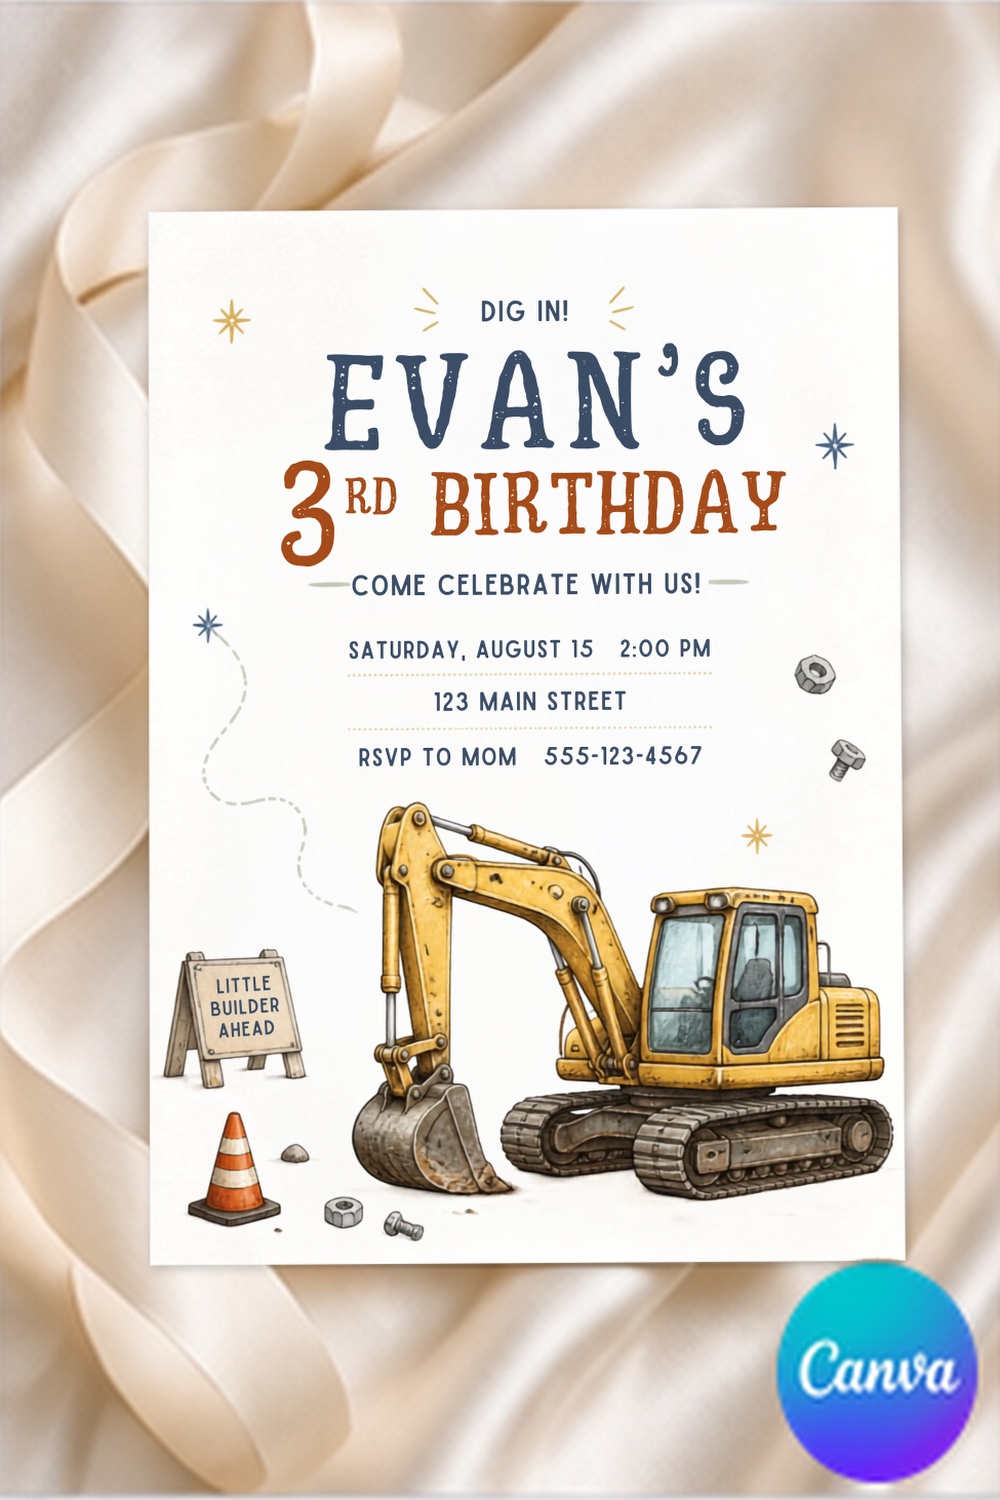 DIG IN!
EVAN'S
3RD BIRTHDAY
COME CELEBRATE WITH US!
SATURDAY, AUGUST 15 2:00 PM
123 MAIN STREET
RSVP TO MOM 555-123-4567
LITTLE
BUILDER
AHEAD
Canva